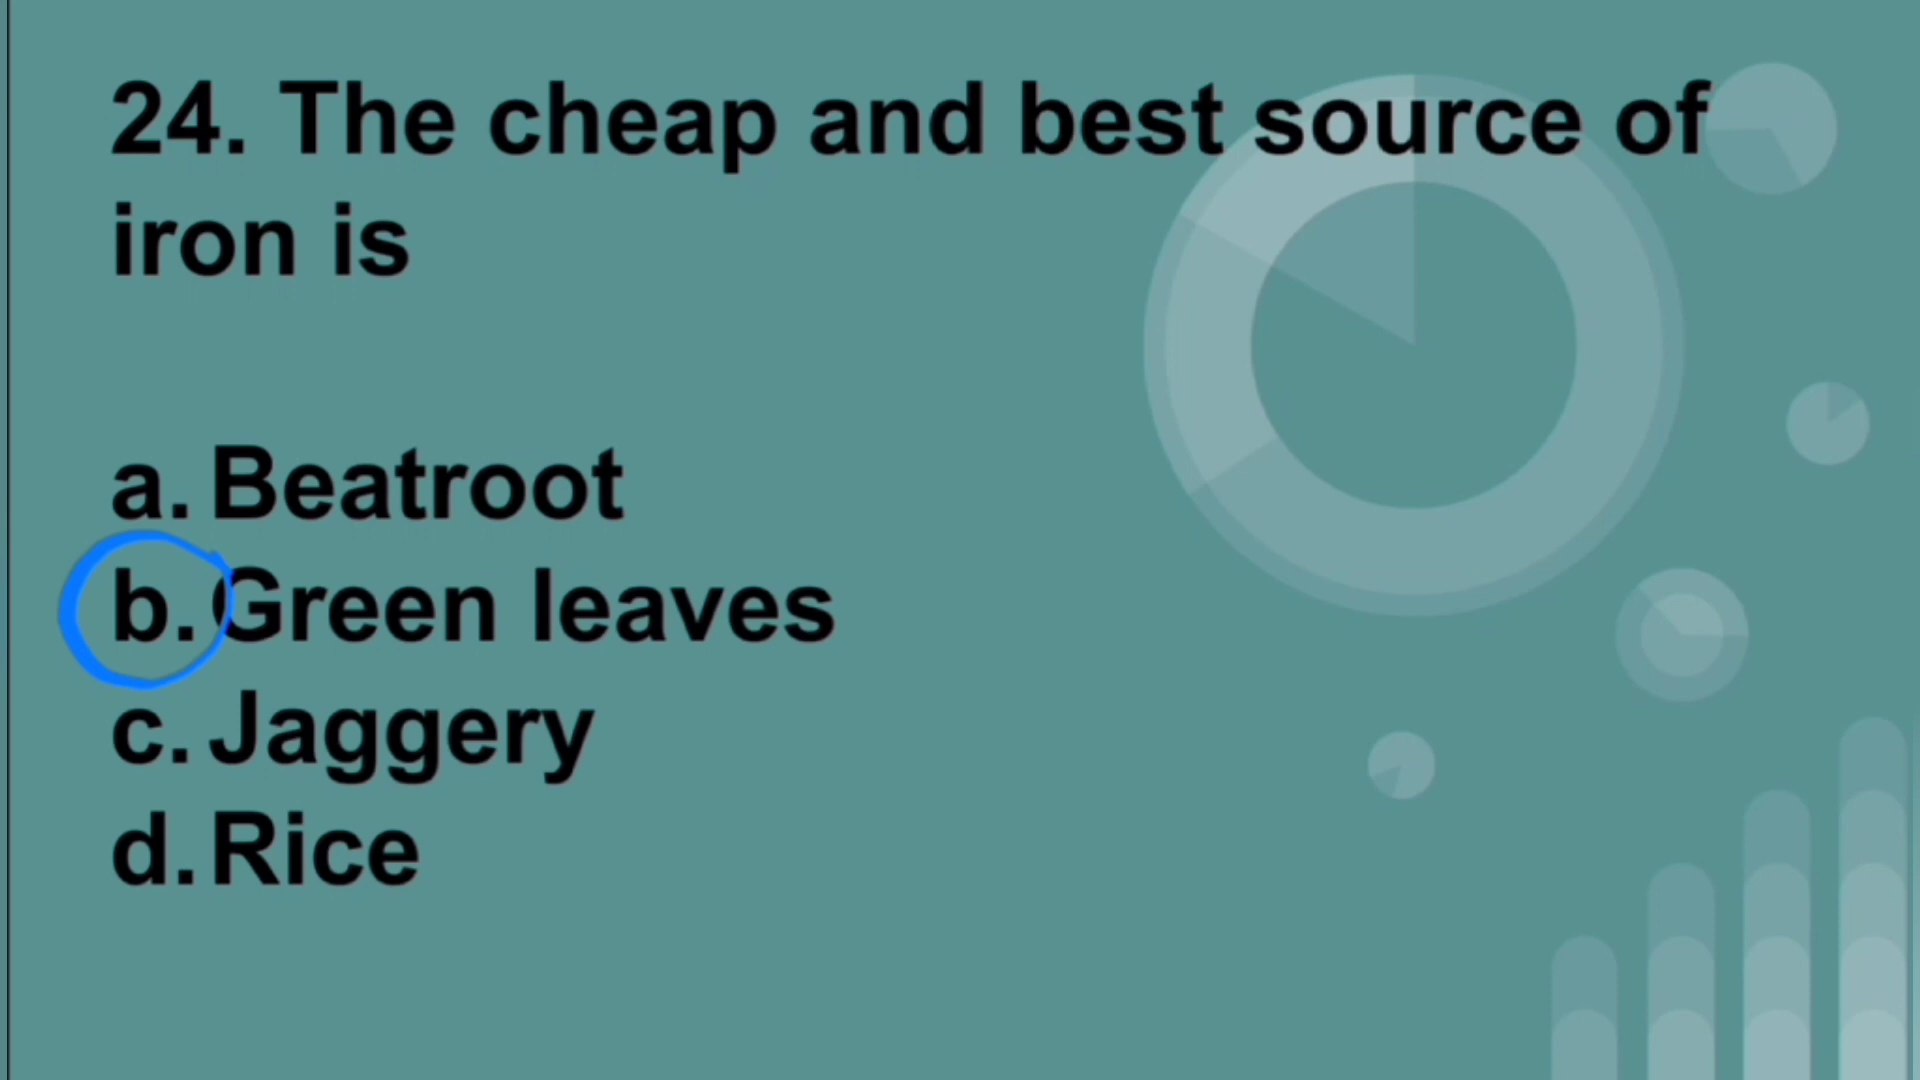 24. The cheap and best source of
iron is
a. Beatroot
b. Green leaves
c. Jaggery
d. Rice